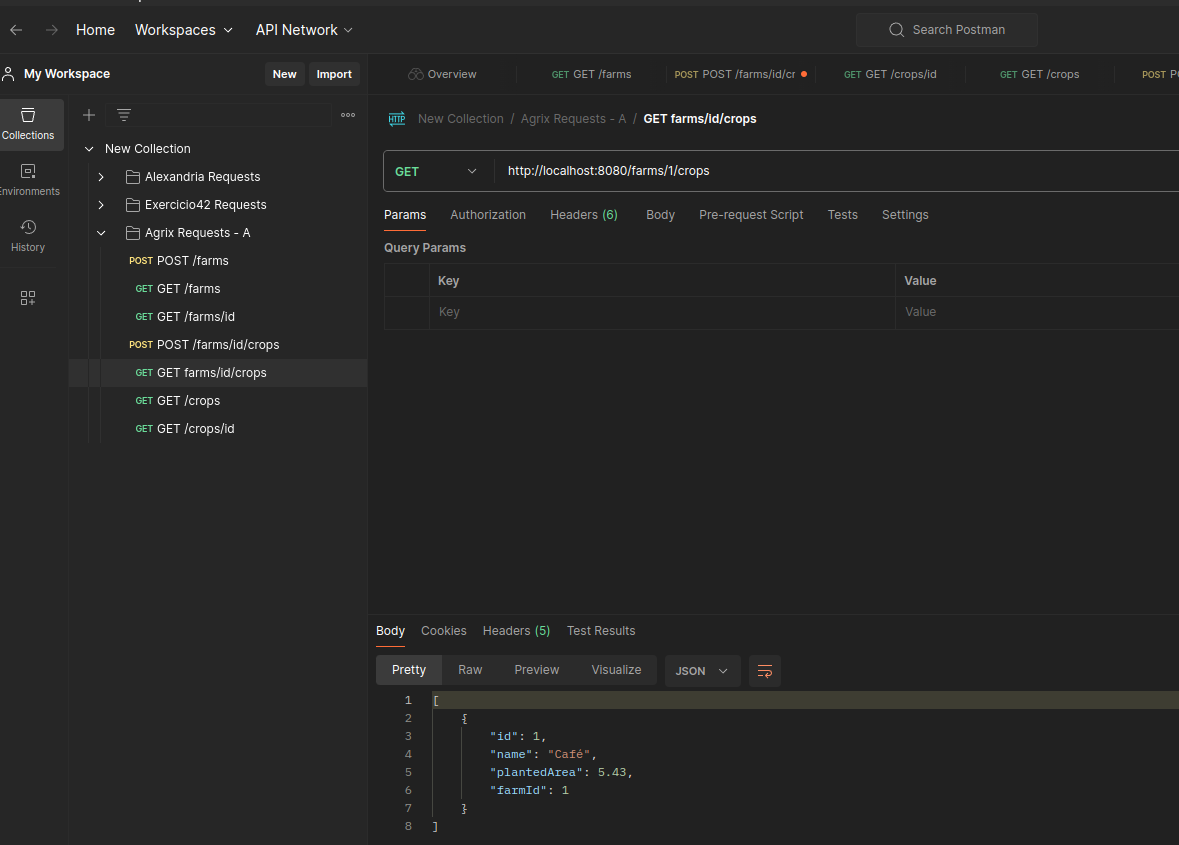 Home Workspaces API Network Search Postman
My Workspace New Import
Overview GET GET /farms POST POST /farms/id/cr GET GET /crops/id GET GET /crops POST
Collections
Environments
History
New Collection
Alexandria Requests
Exercicio42 Requests
Agrix Requests - A
POST POST /farms
GET GET /farms
GET GET /farms/id
POST POST /farms/id/crops
GET GET farms/id/crops
GET GET /crops
GET GET /crops/id
HTTP New Collection / Agrix Requests - A / GET farms/id/crops
GET http://localhost:8080/farms/1/crops
Params Authorization Headers (6) Body Pre-request Script Tests Settings
Query Params
Key Value
Key Value
Body Cookies Headers (5) Test Results
Pretty Raw Preview Visualize JSON
1 [
2 {
3 "id": 1,
4 "name": "Café",
5 "plantedArea": 5.43,
6 "farmId": 1
7 }
8 ]